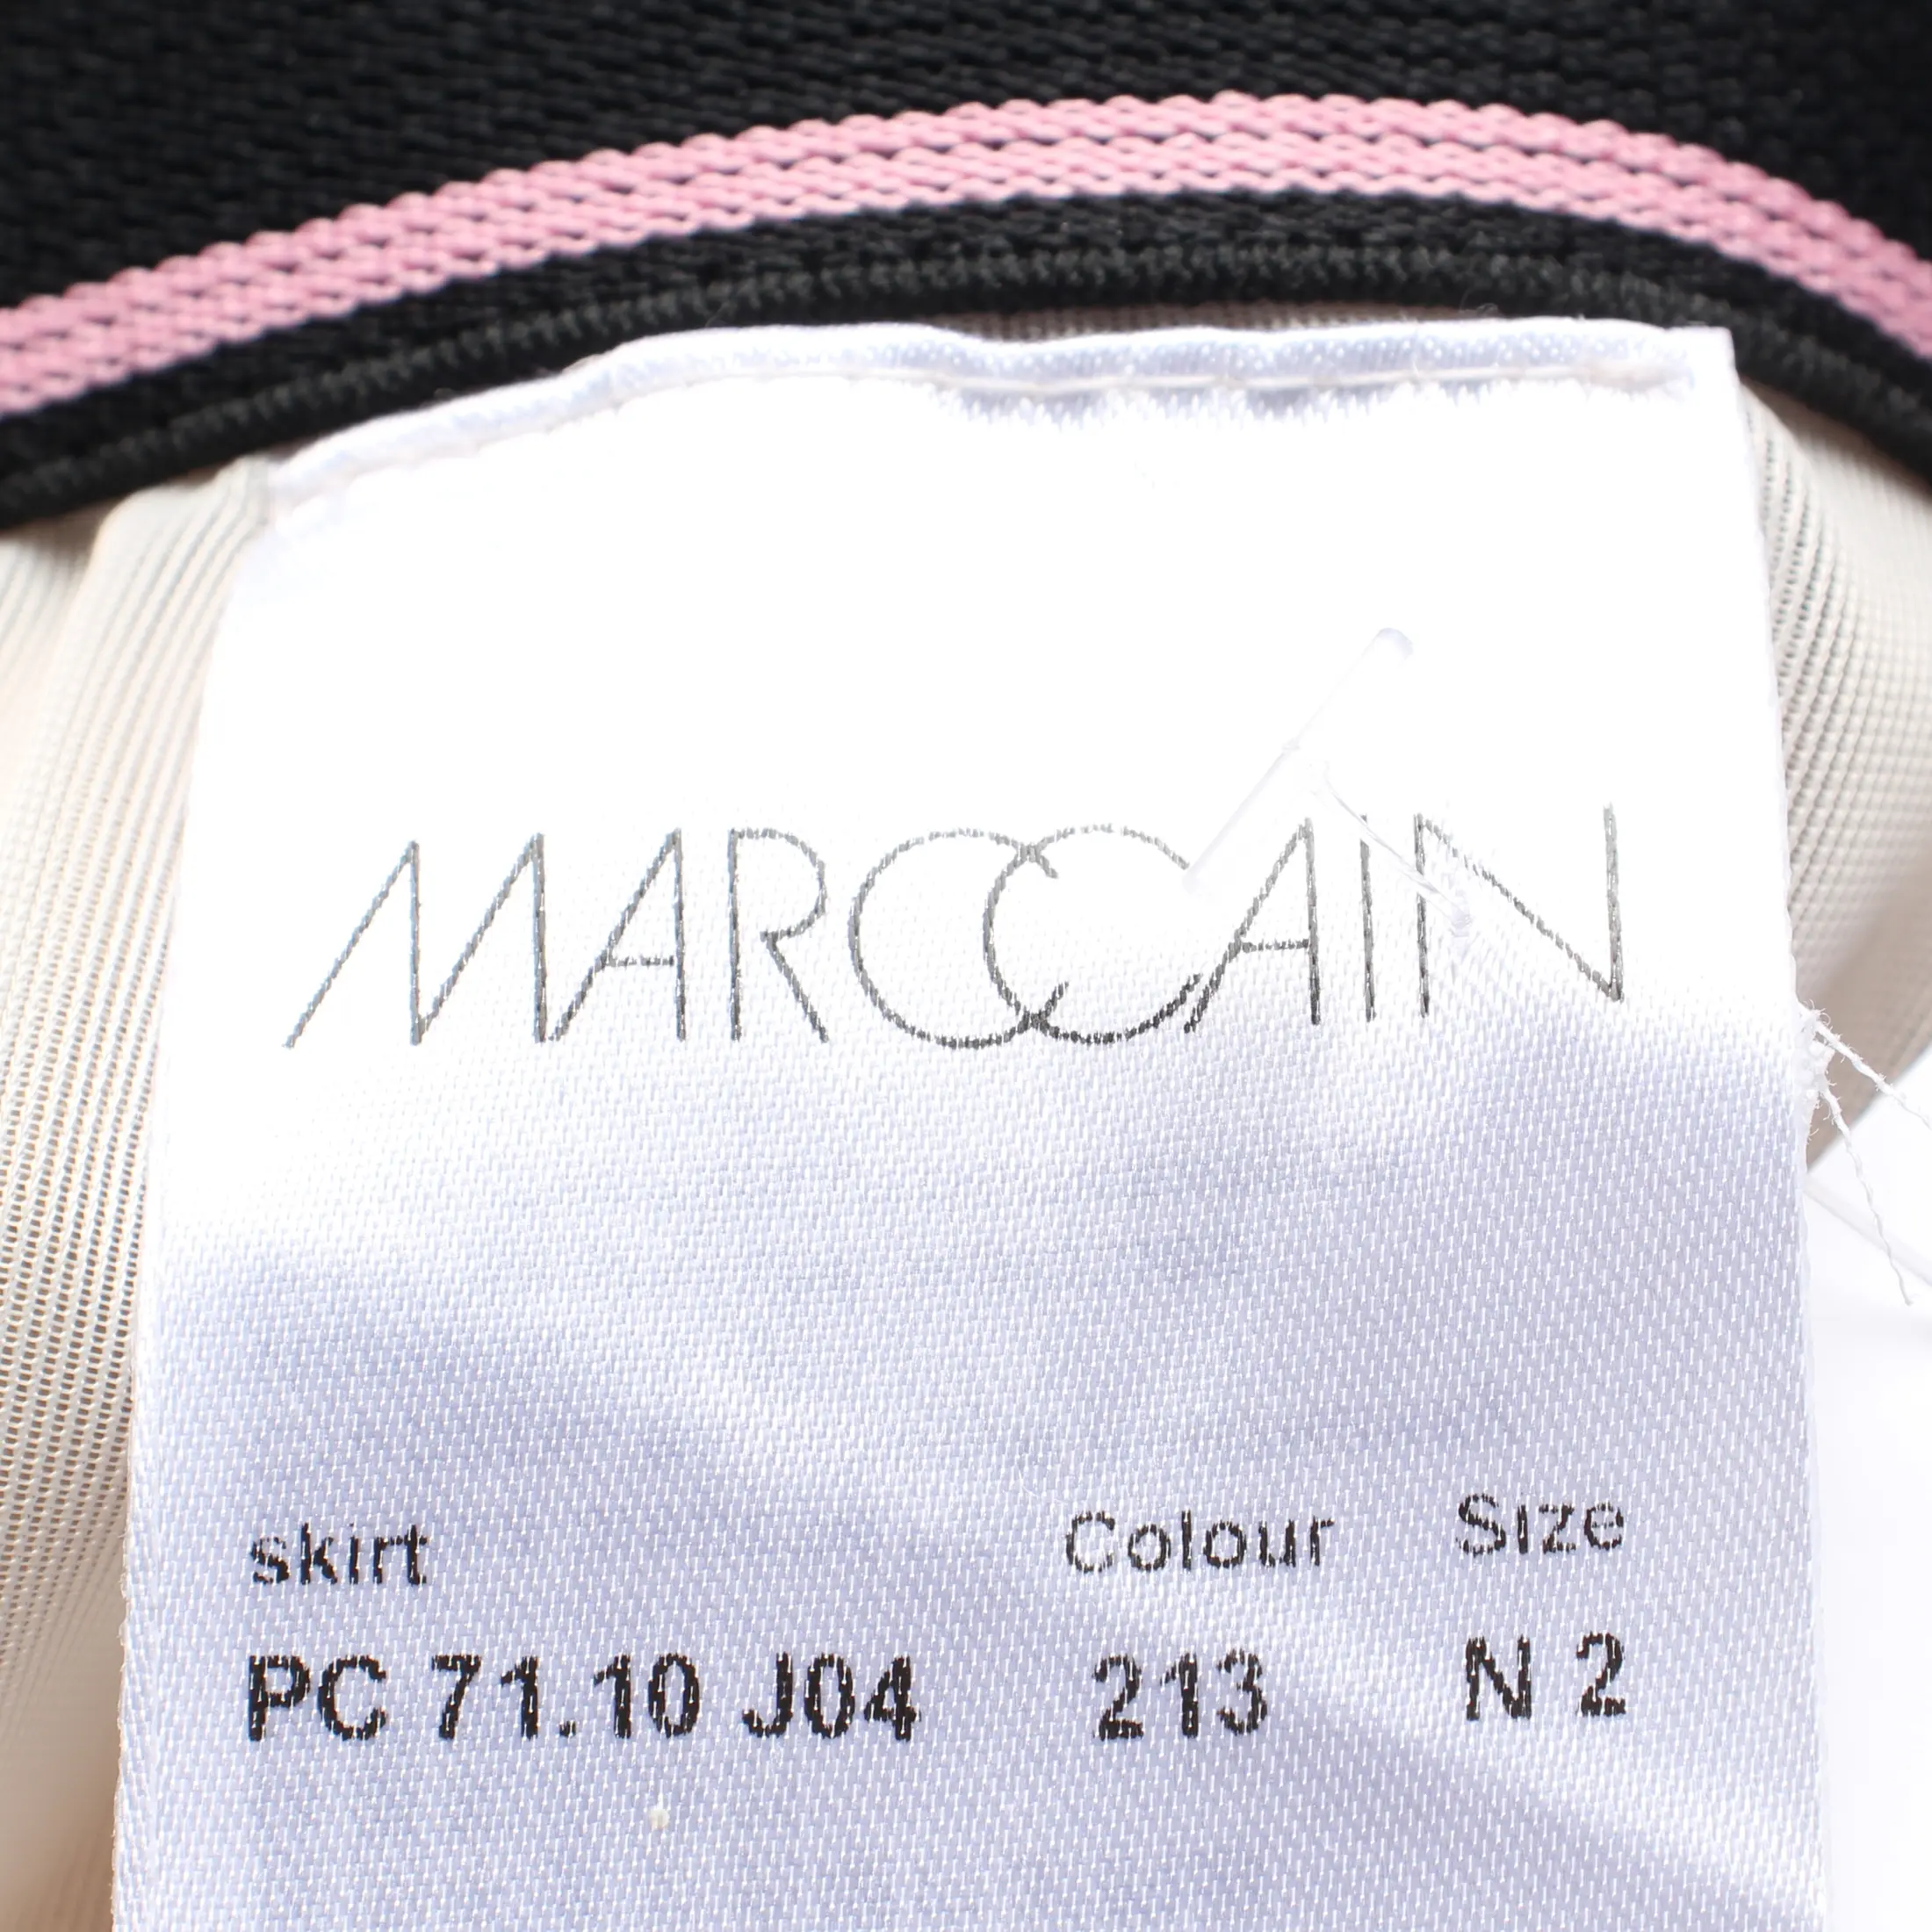 MARCCAIN
skirt Colour Size
PC 71.10 J04 213 N 2